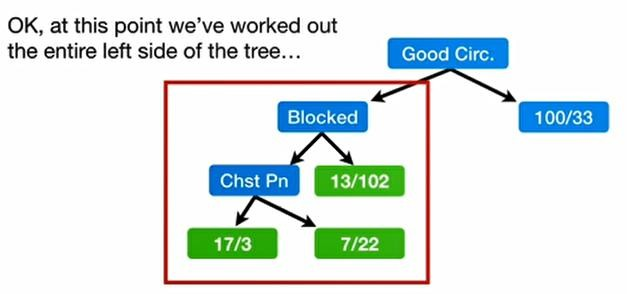 OK, at this point we've worked out
the entire left side of the tree...
Good Circ.
Blocked
100/33
Chst Pn
13/102
17/3
7/22